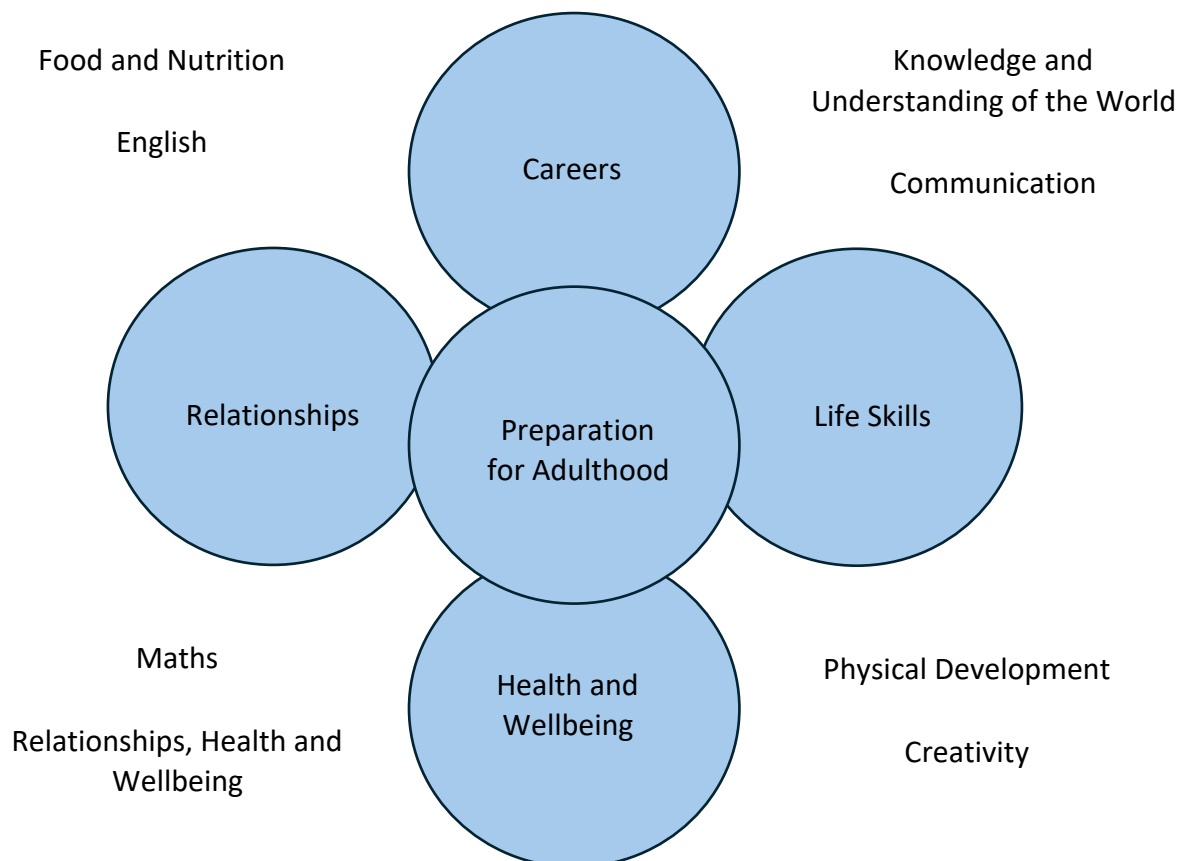 Food and Nutrition
English
Knowledge and
Understanding of the World
Communication
Careers
Relationships
Preparation
for Adulthood
Life Skills
Maths
Relationships, Health and
Wellbeing
Health and
Wellbeing
Physical Development
Creativity